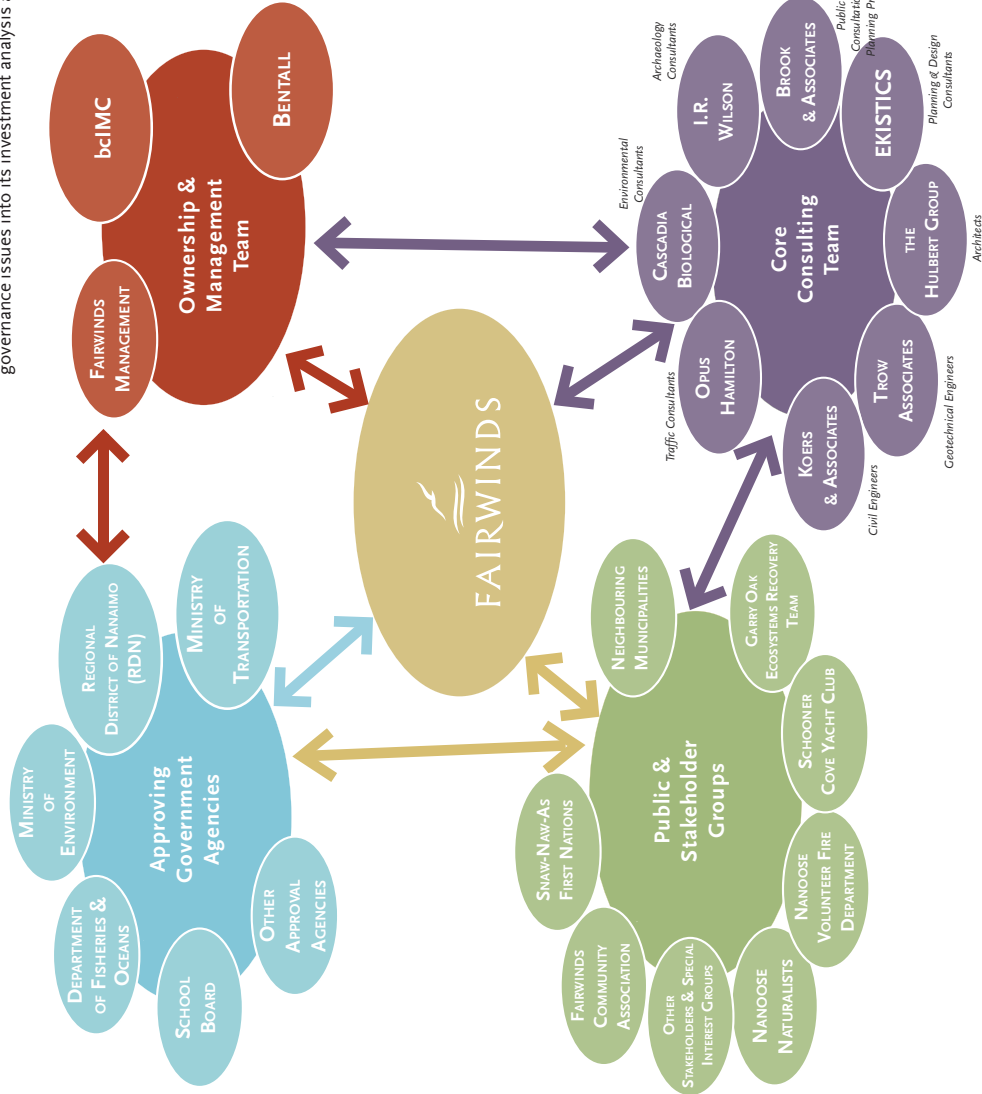 governance issues into its investment analysis a
Ministry
of
Environment
Department
of Fisheries &
Oceans
Regional
District of Nanaimo
(RDN)
School
Board
Approving
Government
Agencies
Ministry
of
Transportation
Other
Approval
Agencies
bcIMC
Fairwinds
Management
Ownership &
Management
Team
Bentall
FAIRWINDS
Snaw-Naw-As
First Nations
Fairwinds
Community
Association
Neighbouring
Municipalities
Other
Stakeholders & Special
Interest Groups
Public &
Stakeholder
Groups
Garry Oak
Ecosystems Recovery
Team
Nanoose
Naturalists
Nanoose
Volunteer Fire
Department
Schooner
Cove Yacht Club
Environmental
Consultants
Cascadia
Biological
Archaeology
Consultants
I.R.
Wilson
Traffic Consultants
Opus
Hamilton
Brook
& Associates
Public
Consultatio
Planning Pr
Core
Consulting
Team
Koers
& Associates
Civil Engineers
EKISTICS
Planning & Design
Consultants
Trow
Associates
Geotechnical Engineers
The
Hulbert Group
Architects